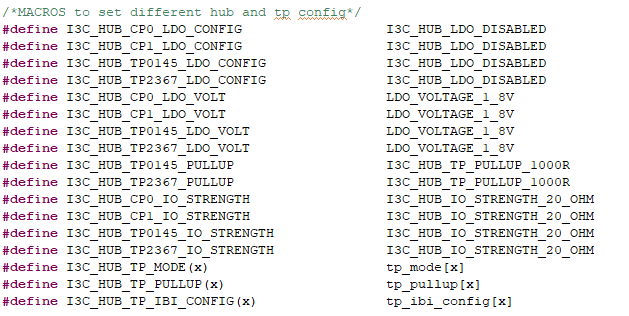 /*MACROS to set different hub and tp config*/
#define I3C_HUB_CP0_LDO_CONFIG I3C_HUB_LDO_DISABLED
#define I3C_HUB_CP1_LDO_CONFIG I3C_HUB_LDO_DISABLED
#define I3C_HUB_TP0145_LDO_CONFIG I3C_HUB_LDO_DISABLED
#define I3C_HUB_TP2367_LDO_CONFIG I3C_HUB_LDO_DISABLED
#define I3C_HUB_CP0_LDO_VOLT LDO_VOLTAGE_1_8V
#define I3C_HUB_CP1_LDO_VOLT LDO_VOLTAGE_1_8V
#define I3C_HUB_TP0145_LDO_VOLT LDO_VOLTAGE_1_8V
#define I3C_HUB_TP2367_LDO_VOLT LDO_VOLTAGE_1_8V
#define I3C_HUB_TP0145_PULLUP I3C_HUB_TP_PULLUP_1000R
#define I3C_HUB_TP2367_PULLUP I3C_HUB_TP_PULLUP_1000R
#define I3C_HUB_CP0_IO_STRENGTH I3C_HUB_IO_STRENGTH_20_OHM
#define I3C_HUB_CP1_IO_STRENGTH I3C_HUB_IO_STRENGTH_20_OHM
#define I3C_HUB_TP0145_IO_STRENGTH I3C_HUB_IO_STRENGTH_20_OHM
#define I3C_HUB_TP2367_IO_STRENGTH I3C_HUB_IO_STRENGTH_20_OHM
#define I3C_HUB_TP_MODE(x) tp_mode[x]
#define I3C_HUB_TP_PULLUP(x) tp_pullup[x]
#define I3C_HUB_TP_IBI_CONFIG(x) tp_ibi_config[x]